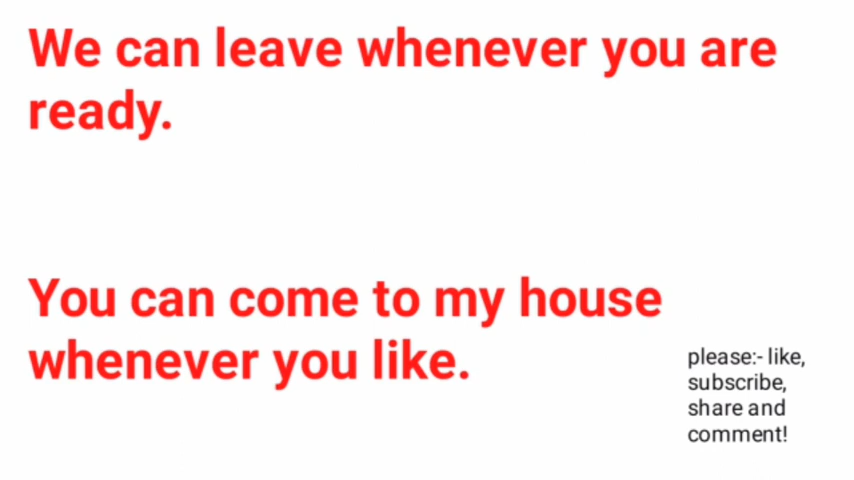 We can leave whenever you are
ready.
You can come to my house
whenever you like.
please:- like,
subscribe,
share and
comment!